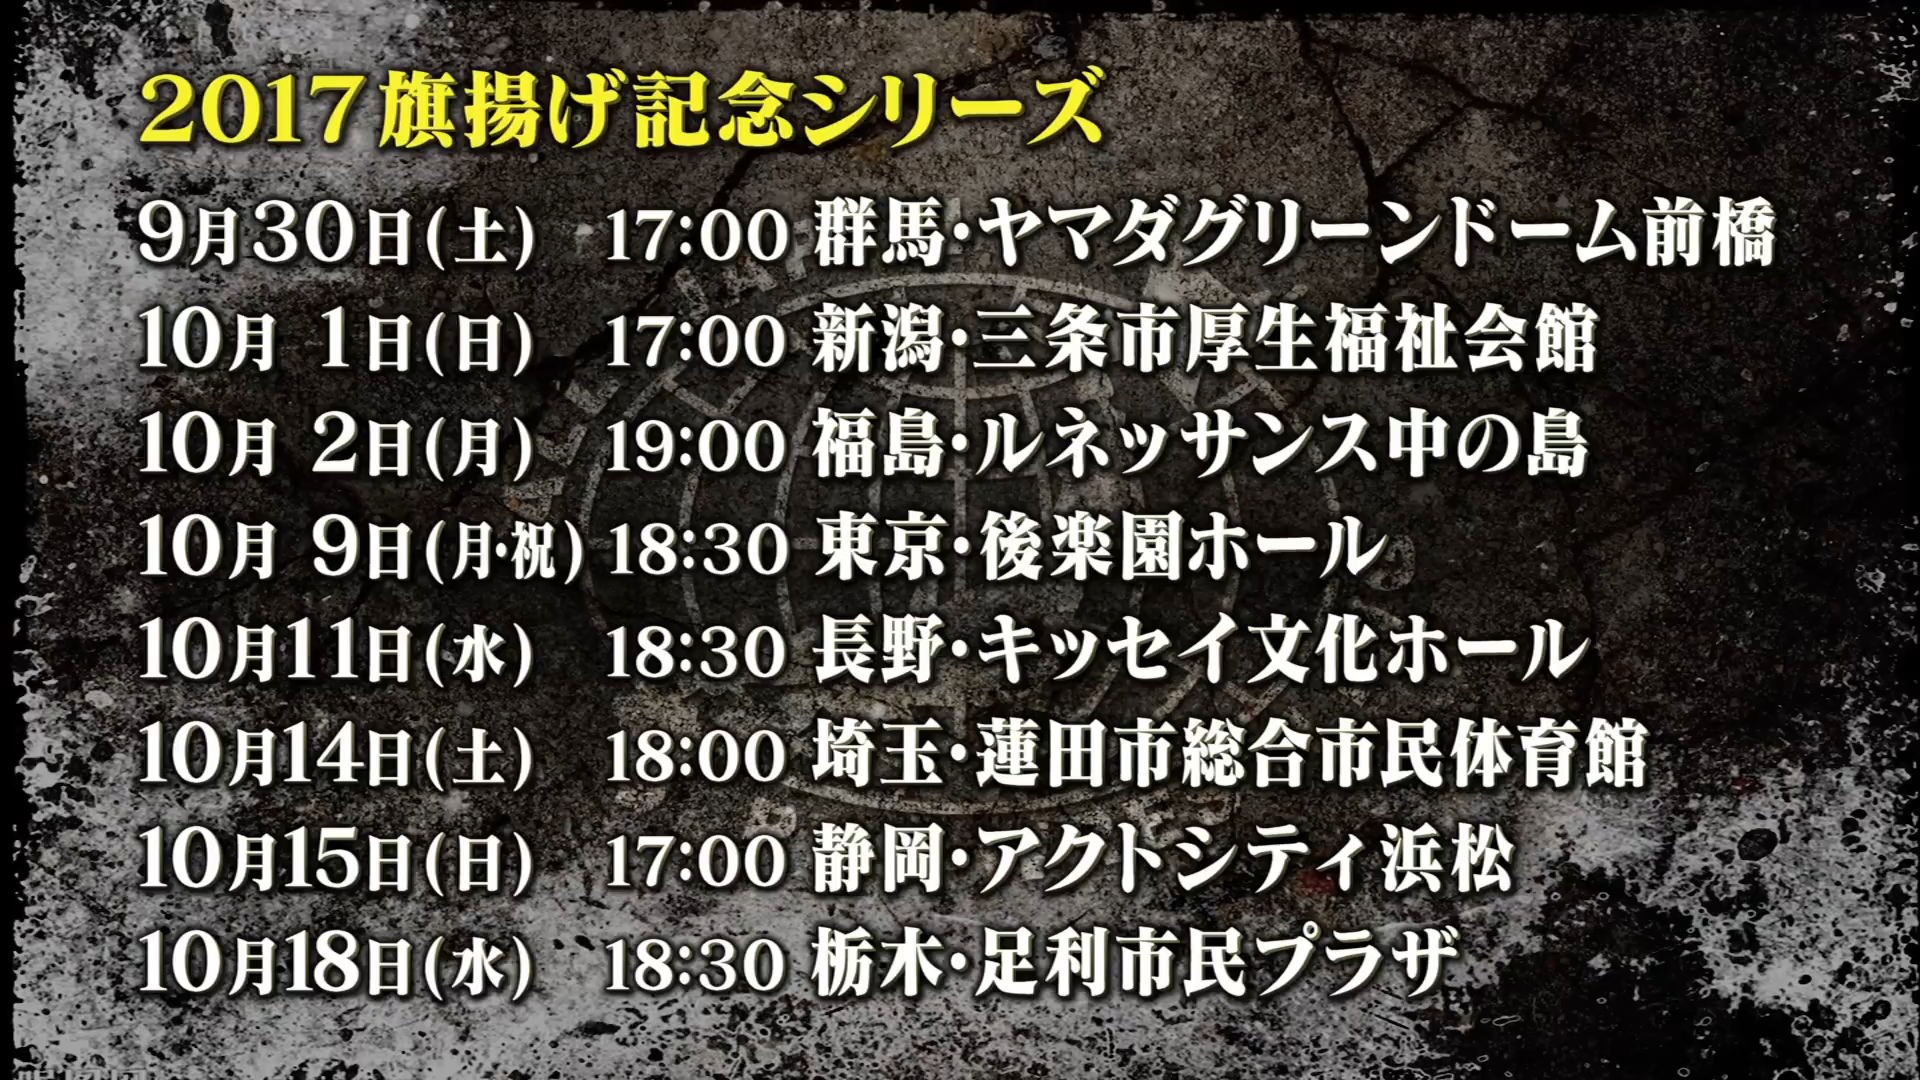 2017旗揚げ記念シリーズ
9月30日(土) 17:00 群馬・ヤマダグリーンドーム前橋
10月 1日(日) 17:00 新潟・三条市厚生福祉会館
10月 2日(月) 19:00 福島・ルネッサンス中の島
10月 9日(月・祝) 18:30 東京・後楽園ホール
10月11日(水) 18:30 長野・キッセイ文化ホール
10月14日(土) 18:00 埼玉・蓮田市総合市民体育館
10月15日(日) 17:00 静岡・アクトシティ浜松
10月18日(水) 18:30 栃木・足利市民プラザ